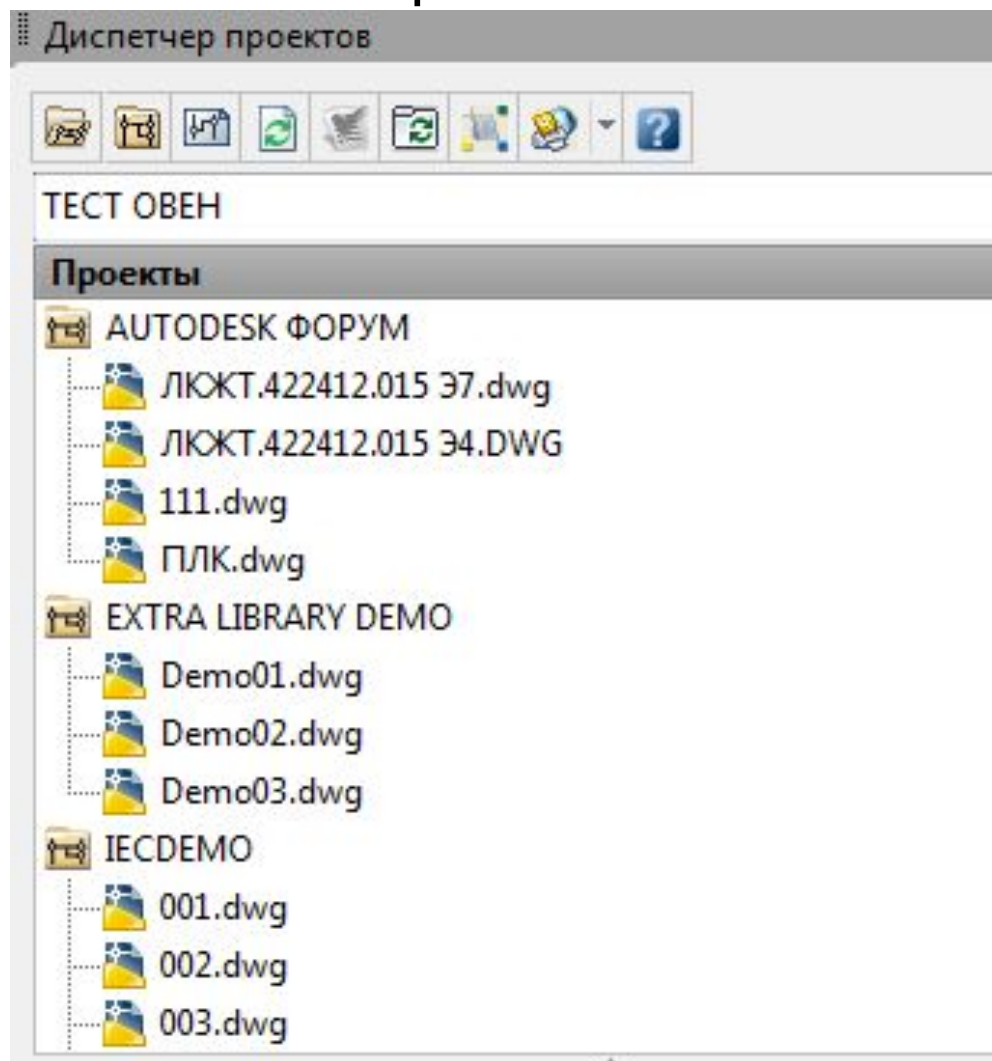 Диспетчер проектов
ТЕСТ ОВЕН
Проекты
AUTODESK ФОРУМ
ЛКЖТ.422412.015 Э7.dwg
ЛКЖТ.422412.015 Э4.DWG
111.dwg
ПЛК.dwg
EXTRA LIBRARY DEMO
Demo01.dwg
Demo02.dwg
Demo03.dwg
IECDEMO
001.dwg
002.dwg
003.dwg